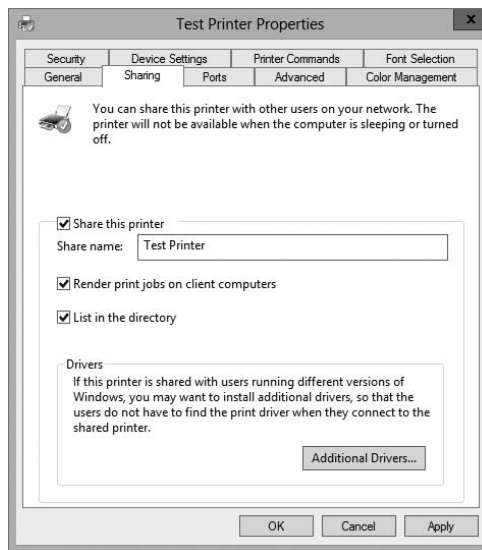 Test Printer Properties
x
Security
Device Settings
Printer Commands
Font Selection
General
Sharing
Ports
Advanced
Color Management
You can share this printer with other users on your network. The
printer will not be available when the computer is sleeping or turned
off.
Share this printer
Share name:
Test Printer
Render print jobs on client computers
List in the directory
Drivers
If this printer is shared with users running different versions of
Windows, you may want to install additional drivers, so that the
users do not have to find the print driver when they connect to the
shared printer.
Additional Drivers...
OK
Cancel
Apply